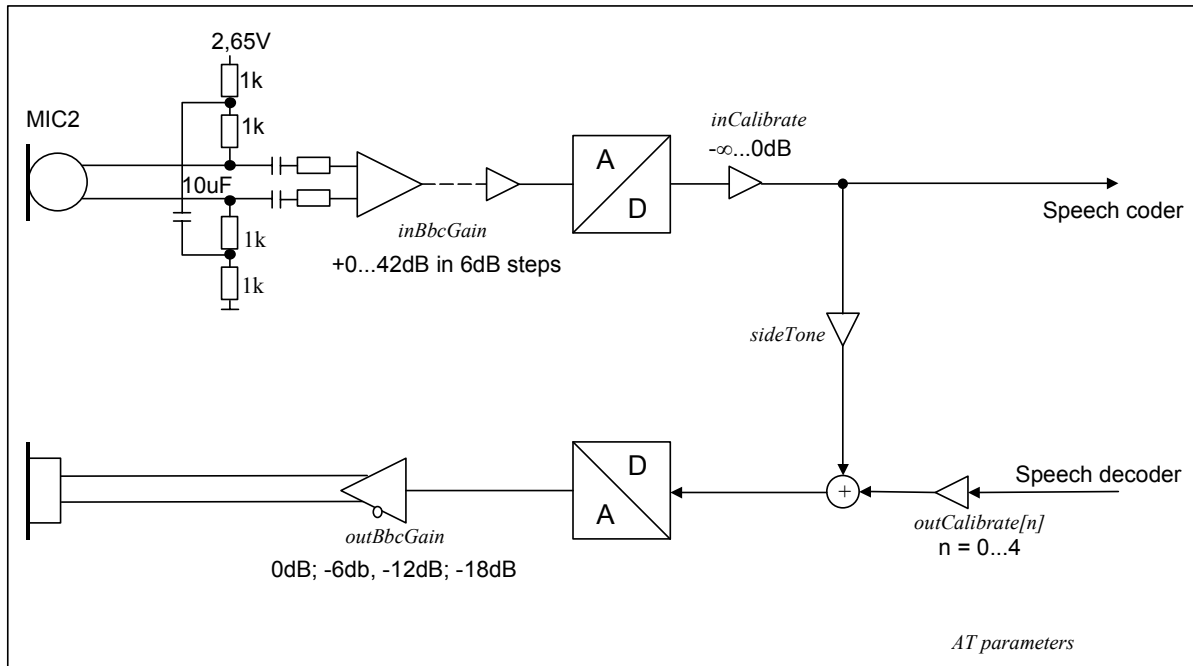 2,65V
1k
MIC2
1k
10uF
1k
1k
inBbcGain
+0...42dB in 6dB steps
A
D
inCalibrate
-∞...0dB
Speech coder
sideTone
D
A
+
Speech decoder
outCalibrate[n]
n = 0...4
outBbcGain
0dB; -6db, -12dB; -18dB
AT parameters